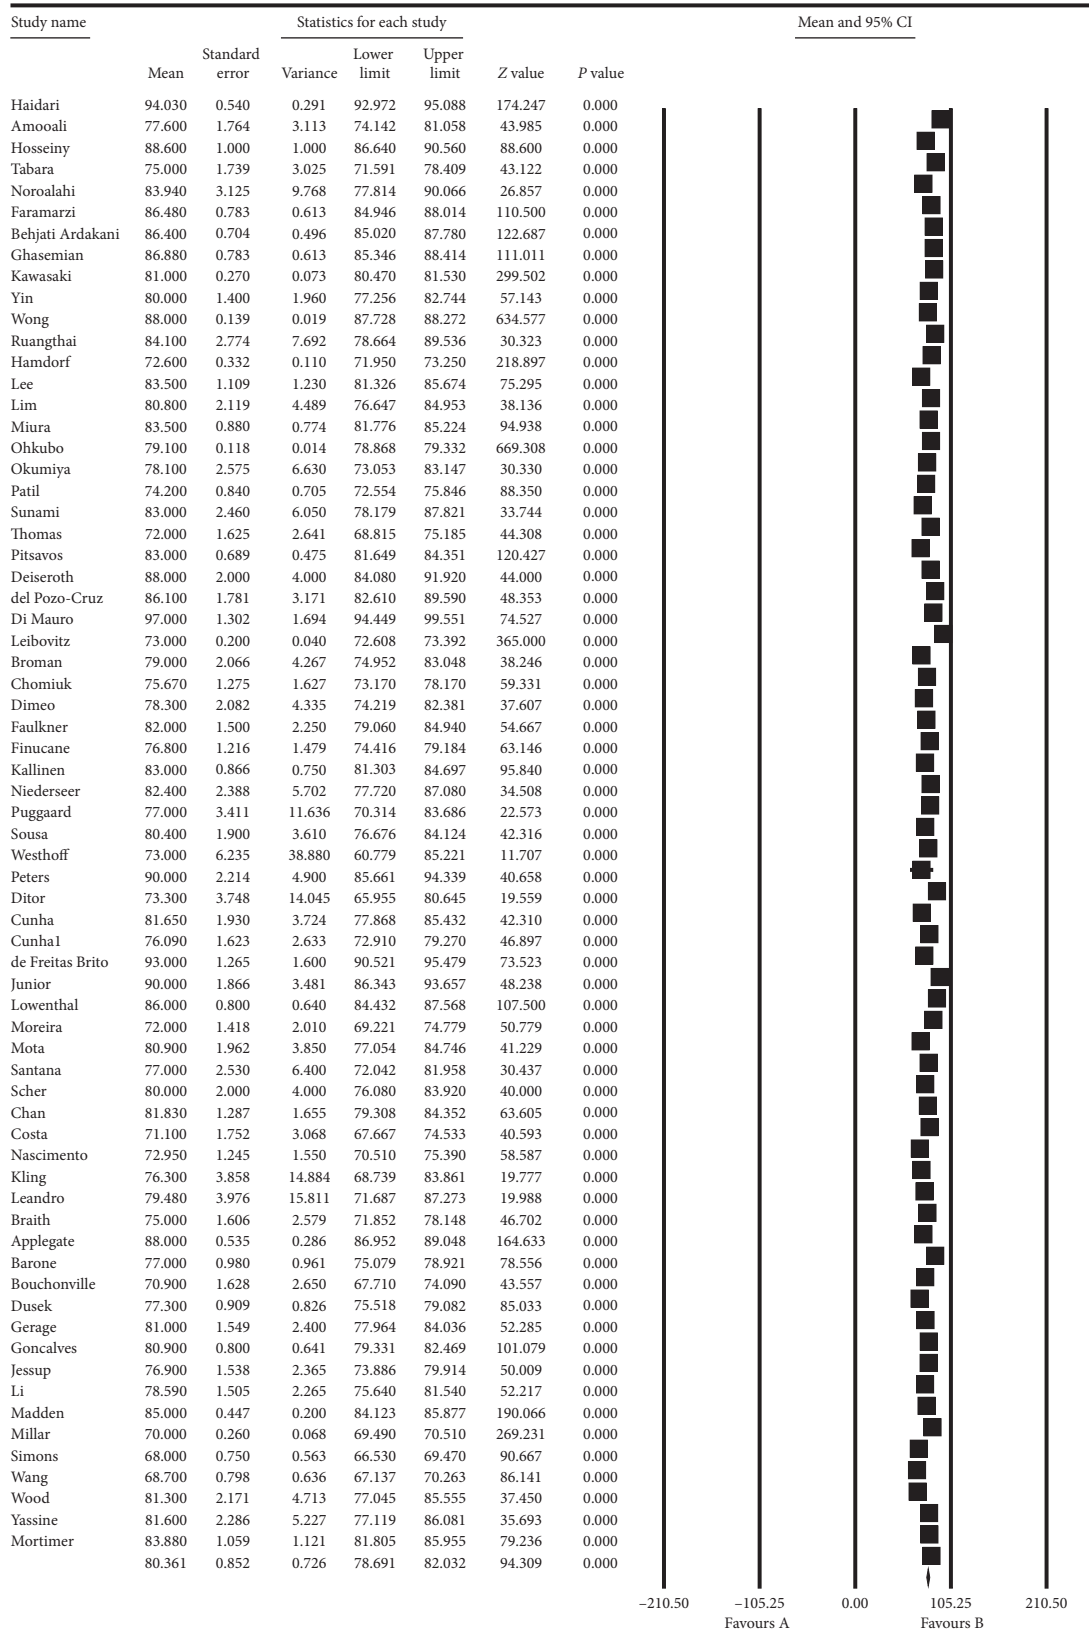 Study name Statistics for each study Mean and 95% CI
Mean Standard error Variance Lower limit Upper limit Z value P value
Haidari 94.030 0.540 0.291 92.972 95.088 174.247 0.000
Amooali 77.600 1.764 3.113 74.142 81.058 43.985 0.000
Hosseiny 88.600 1.000 1.000 86.640 90.560 88.600 0.000
Tabara 75.000 1.739 3.025 71.591 78.409 43.122 0.000
Noroalahi 83.940 3.125 9.768 77.814 90.066 26.857 0.000
Faramarzi 86.480 0.783 0.613 84.946 88.014 110.500 0.000
Behjati Ardakani 86.400 0.704 0.496 85.020 87.780 122.687 0.000
Ghasemian 86.880 0.783 0.613 85.346 88.414 111.011 0.000
Kawasaki 81.000 0.270 0.073 80.470 81.530 299.502 0.000
Yin 80.000 1.400 1.960 77.256 82.744 57.143 0.000
Wong 88.000 0.139 0.019 87.728 88.272 634.577 0.000
Ruangthai 84.100 2.774 7.692 78.664 89.536 30.323 0.000
Hamdorf 72.600 0.332 0.110 71.950 73.250 218.897 0.000
Lee 83.500 1.109 1.230 81.326 85.674 75.295 0.000
Lim 80.800 2.119 4.489 76.647 84.953 38.136 0.000
Miura 83.500 0.880 0.774 81.776 85.224 94.938 0.000
Ohkubo 79.100 0.118 0.014 78.868 79.332 669.308 0.000
Okumiya 78.100 2.575 6.630 73.053 83.147 30.330 0.000
Patil 74.200 0.840 0.705 72.554 75.846 88.350 0.000
Sunami 83.000 2.460 6.050 78.179 87.821 33.744 0.000
Thomas 72.000 1.625 2.641 68.815 75.185 44.308 0.000
Pitsavos 83.000 0.689 0.475 81.649 84.351 120.427 0.000
Deiseroth 88.000 2.000 4.000 84.080 91.920 44.000 0.000
del Pozo-Cruz 86.100 1.781 3.171 82.610 89.590 48.353 0.000
Di Mauro 97.000 1.302 1.694 94.449 99.551 74.527 0.000
Leibovitz 73.000 0.200 0.040 72.608 73.392 365.000 0.000
Broman 79.000 2.066 4.267 74.952 83.048 38.246 0.000
Chomiuk 75.670 1.275 1.627 73.170 78.170 59.331 0.000
Dimeo 78.300 2.082 4.335 74.219 82.381 37.607 0.000
Faulkner 82.000 1.500 2.250 79.060 84.940 54.667 0.000
Finucane 76.800 1.216 1.479 74.416 79.184 63.146 0.000
Kallinen 83.000 0.866 0.750 81.303 84.697 95.840 0.000
Niederseer 82.400 2.388 5.702 77.720 87.080 34.508 0.000
Puggaard 77.000 3.411 11.636 70.314 83.686 22.573 0.000
Sousa 80.400 1.900 3.610 76.676 84.124 42.316 0.000
Westhoff 73.000 6.235 38.880 60.779 85.221 11.707 0.000
Peters 90.000 2.214 4.900 85.661 94.339 40.658 0.000
Ditor 73.300 3.748 14.045 65.955 80.645 19.559 0.000
Cunha 81.650 1.930 3.724 77.868 85.432 42.310 0.000
Cunha1 76.090 1.623 2.633 72.910 79.270 46.897 0.000
de Freitas Brito 93.000 1.265 1.600 90.521 95.479 73.523 0.000
Junior 90.000 1.866 3.481 86.343 93.657 48.238 0.000
Lowenthal 86.000 0.800 0.640 84.432 87.568 107.500 0.000
Moreira 72.000 1.418 2.010 69.221 74.779 50.779 0.000
Mota 80.900 1.962 3.850 77.054 84.746 41.229 0.000
Santana 77.000 2.530 6.400 72.042 81.958 30.437 0.000
Scher 80.000 2.000 4.000 76.080 83.920 40.000 0.000
Chan 81.830 1.287 1.655 79.308 84.352 63.605 0.000
Costa 71.100 1.752 3.068 67.667 74.533 40.593 0.000
Nascimento 72.950 1.245 1.550 70.510 75.390 58.587 0.000
Kling 76.300 3.858 14.884 68.739 83.861 19.777 0.000
Leandro 79.480 3.976 15.811 71.687 87.273 19.988 0.000
Braith 75.000 1.606 2.579 71.852 78.148 46.702 0.000
Applegate 88.000 0.535 0.286 86.952 89.048 164.633 0.000
Barone 77.000 0.980 0.961 75.079 78.921 78.556 0.000
Bouchonville 70.900 1.628 2.650 67.710 74.090 43.557 0.000
Dusek 77.300 0.909 0.826 75.518 79.082 85.033 0.000
Gerage 81.000 1.549 2.400 77.964 84.036 52.285 0.000
Goncalves 80.900 0.800 0.641 79.331 82.469 101.079 0.000
Jessup 76.900 1.538 2.365 73.886 79.914 50.009 0.000
Li 78.590 1.505 2.265 75.640 81.540 52.217 0.000
Madden 85.000 0.447 0.200 84.123 85.877 190.066 0.000
Millar 70.000 0.260 0.068 69.490 70.510 269.231 0.000
Simons 68.000 0.750 0.563 66.530 69.470 90.667 0.000
Wang 68.700 0.798 0.636 67.137 70.263 86.141 0.000
Wood 81.300 2.171 4.713 77.045 85.555 37.450 0.000
Yassine 81.600 2.286 5.227 77.119 86.081 35.693 0.000
Mortimer 83.880 1.059 1.121 81.805 85.955 79.236 0.000
80.361 0.852 0.726 78.691 82.032 94.309 0.000
−210.50 −105.25 0.00 105.25 210.50
Favours A Favours B